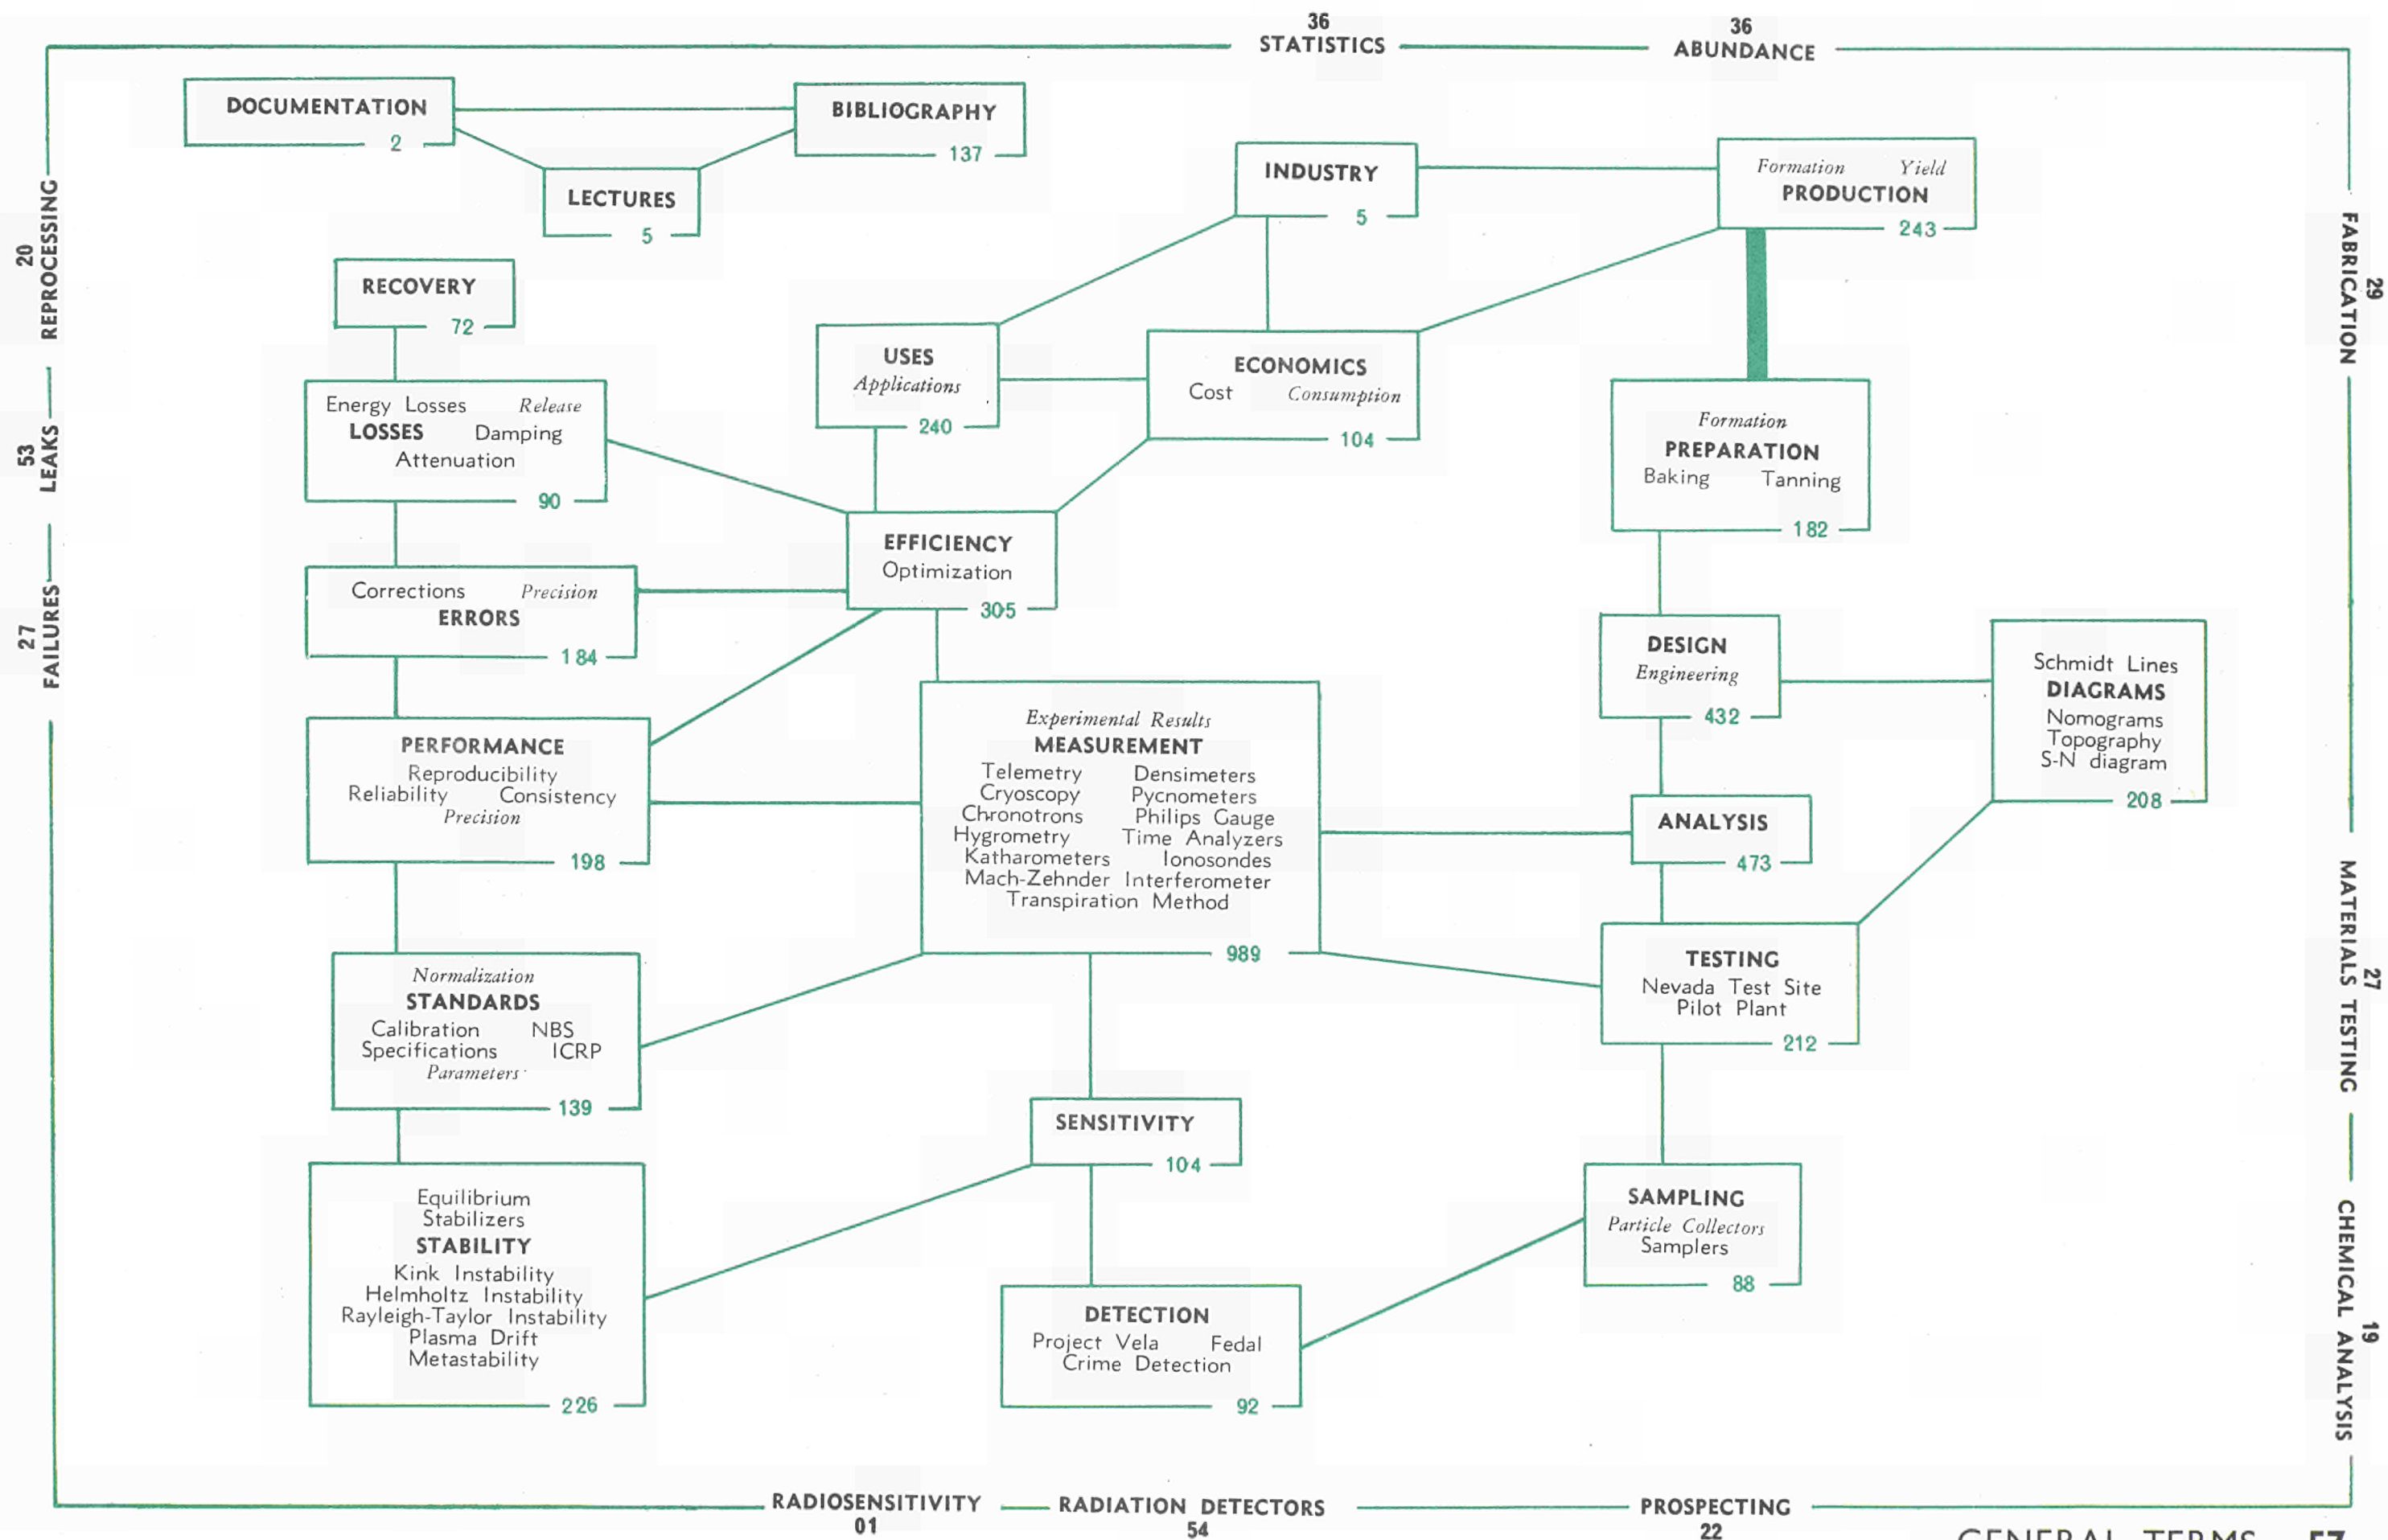 36
STATISTICS
36
ABUNDANCE
DOCUMENTATION
2
BIBLIOGRAPHY
137
LECTURES
5
INDUSTRY
5
Formation Yield
PRODUCTION
243
20
REPROCESSING
53
LEAKS
27
FAILURES
29
FABRICATION
27
MATERIALS TESTING
19
CHEMICAL ANALYSIS
RECOVERY
72
Energy Losses Release
LOSSES Damping
Attenuation
90
USES
Applications
240
ECONOMICS
Cost Consumption
104
Formation
PREPARATION
Baking Tanning
182
EFFICIENCY
Optimization
305
Corrections Precision
ERRORS
184
DESIGN
Engineering
432
Schmidt Lines
DIAGRAMS
Nomograms
Topography
S-N diagram
208
PERFORMANCE
Reproducibility
Reliability Consistency
Precision
198
Experimental Results
MEASUREMENT
Telemetry Densimeters
Cryoscopy Pycnometers
Chronotrons Philips Gauge
Hygrometry Time Analyzers
Katharometers Ionosondes
Mach-Zehnder Interferometer
Transpiration Method
989
ANALYSIS
473
TESTING
Nevada Test Site
Pilot Plant
212
Normalization
STANDARDS
Calibration NBS
Specifications ICRP
Parameters
139
SENSITIVITY
104
Equilibrium
Stabilizers
STABILITY
Kink Instability
Helmholtz Instability
Rayleigh-Taylor Instability
Plasma Drift
Metastability
226
DETECTION
Project Vela Fedal
Crime Detection
92
SAMPLING
Particle Collectors
Samplers
88
RADIOSENSITIVITY
01
RADIATION DETECTORS
54
PROSPECTING
22
GENERAL TERMS 57